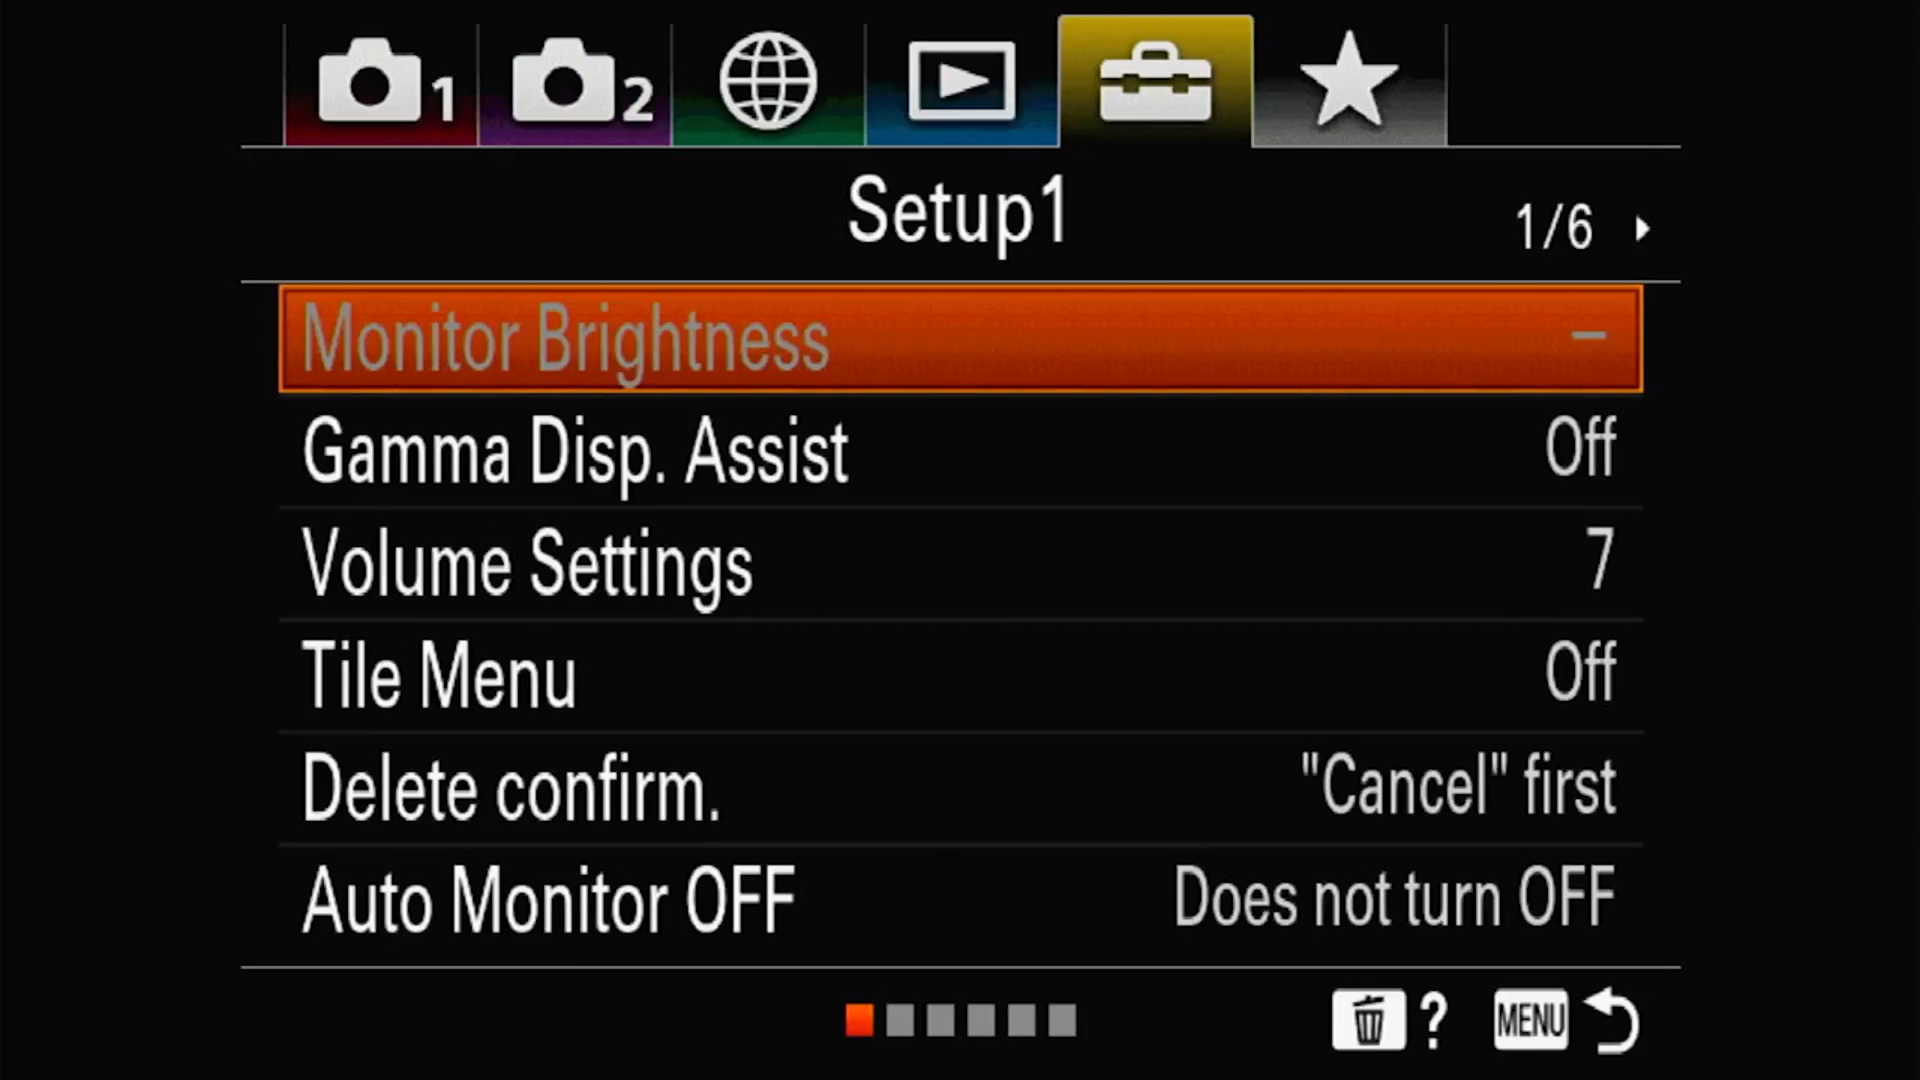 1 2
Setup1
1/6
Monitor Brightness –
Gamma Disp. Assist Off
Volume Settings 7
Tile Menu Off
Delete confirm. "Cancel" first
Auto Monitor OFF Does not turn OFF
? MENU